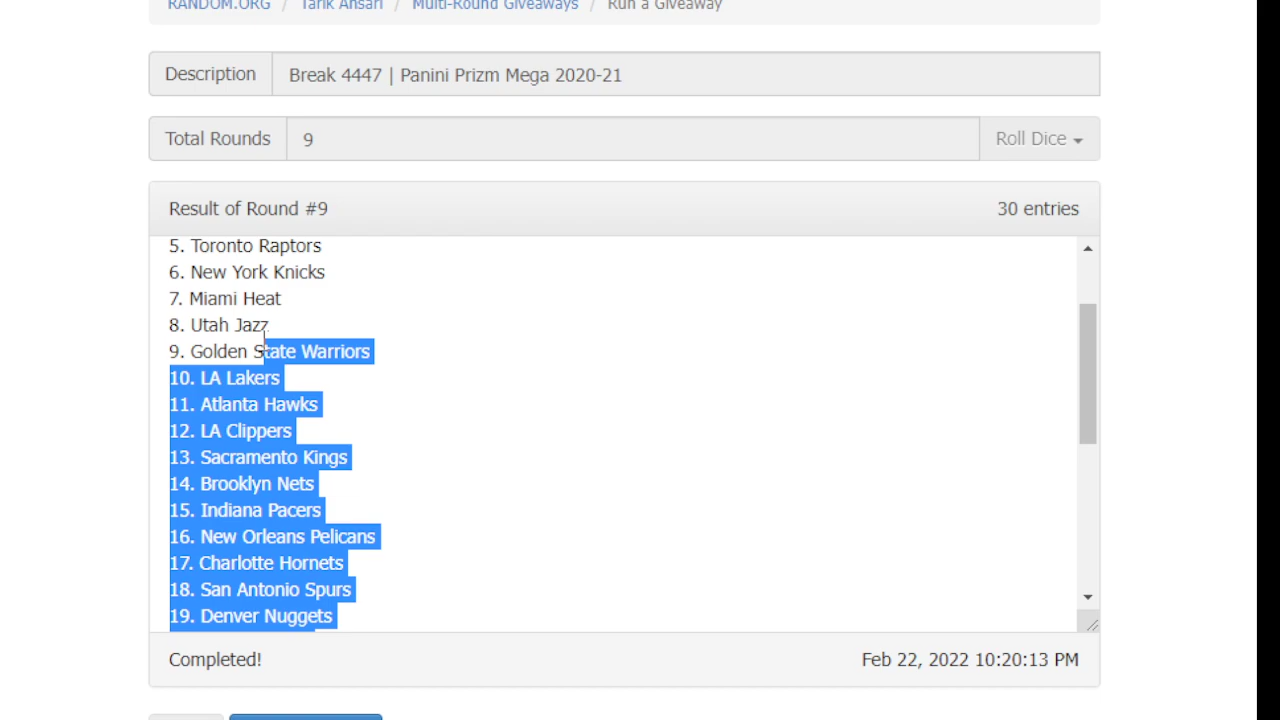 RANDOM.ORG / Tarik Ansari / Multi-Round Giveaways / Run a Giveaway
Description Break 4447 | Panini Prizm Mega 2020-21
Total Rounds 9 Roll Dice
Result of Round #9 30 entries
5. Toronto Raptors
6. New York Knicks
7. Miami Heat
8. Utah Jazz
9. Golden State Warriors
10. LA Lakers
11. Atlanta Hawks
12. LA Clippers
13. Sacramento Kings
14. Brooklyn Nets
15. Indiana Pacers
16. New Orleans Pelicans
17. Charlotte Hornets
18. San Antonio Spurs
19. Denver Nuggets
Completed! Feb 22, 2022 10:20:13 PM